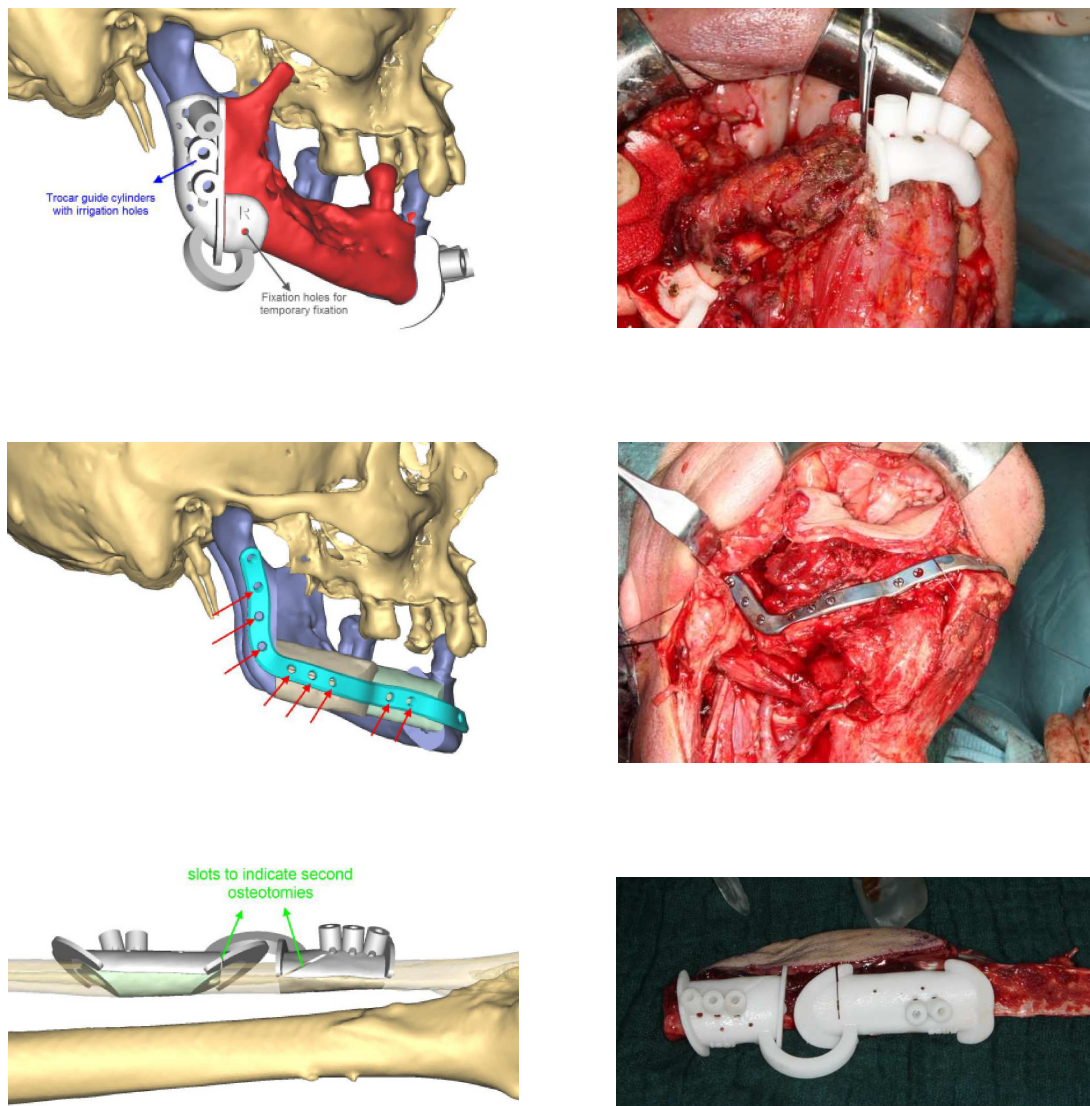 Trocar guide cylinders
with irrigation holes
R
Fixation holes for
temporary fixation
slots to indicate second
osteotomies